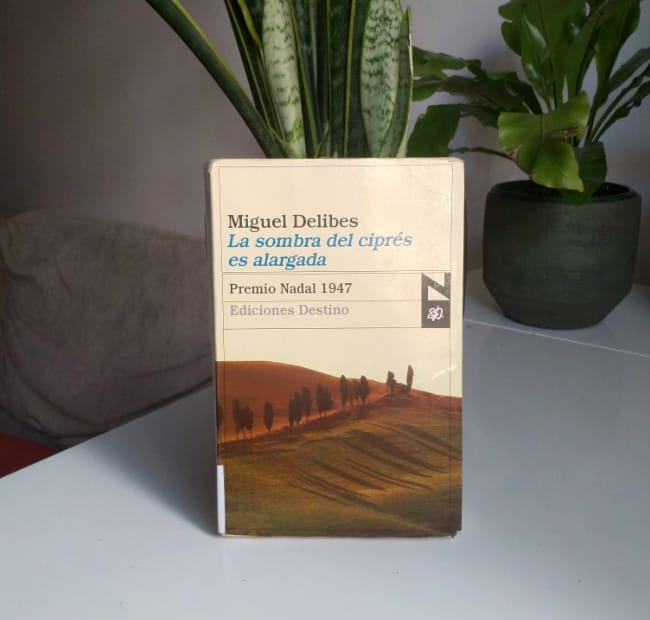 Miguel Delibes
La sombra del ciprés
es alargada
Premio Nadal 1947
Ediciones Destino
N